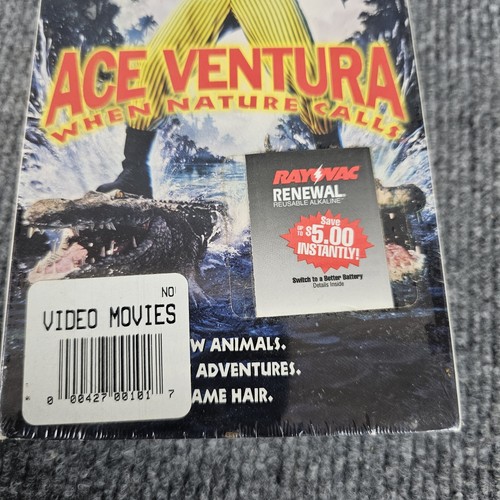 ACE VENTURA
WHEN NATURE CALLS
RAYOVAC
RENEWAL
REUSABLE ALKALINE
Save
UP TO $5.00
INSTANTLY!
Switch to a Better Battery
Details Inside
NO
VIDEO MOVIES
0 00427 00101 7
W ANIMALS.
ADVENTURES.
AME HAIR.